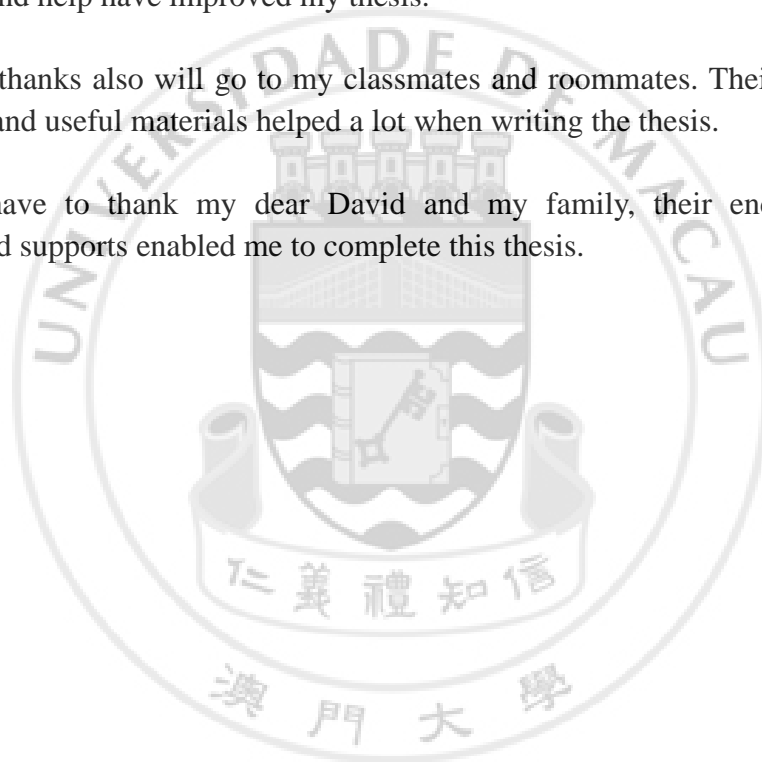 nd help have improved my thesis.
thanks also will go to my classmates and roommates. Thei
and useful materials helped a lot when writing the thesis.
have to thank my dear David and my family, their enc
d supports enabled me to complete this thesis.
UNIVERSIDADE DE MACAU
仁義禮知信
澳門大學